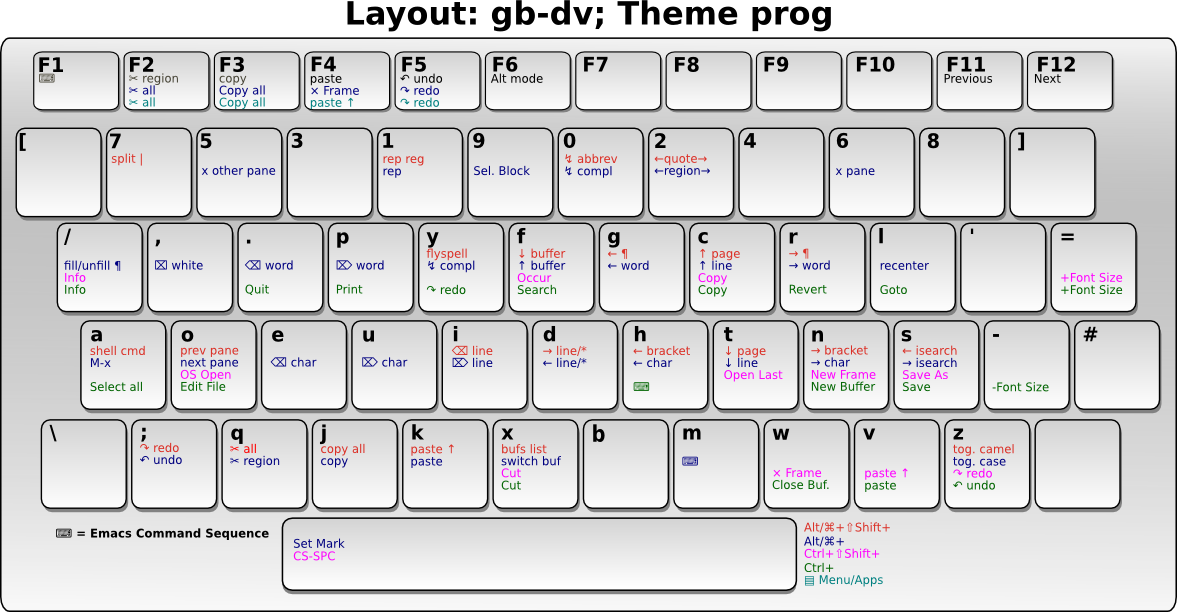 Layout: gb-dv; Theme prog
F1
⌨
F2
✂ region
✂ all
✂ all
F3
copy
Copy all
Copy all
F4
paste
× Frame
paste ↑
F5
↶ undo
↷ redo
↷ redo
F6
Alt mode
F7
F8
F9
F10
F11
Previous
F12
Next
[
7
split |
5
x other pane
3
1
rep reg
rep
9
Sel. Block
0
↯ abbrev
↯ compl
2
←quote→
←region→
4
6
x pane
8
]
/
fill/unfill ¶
Info
Info
,
⌧ white
.
⌫ word
Quit
p
⌦ word
Print
y
flyspell
↯ compl
↷ redo
f
↓ buffer
↑ buffer
Occur
Search
g
← ¶
← word
c
↑ page
↑ line
Copy
Copy
r
→ ¶
→ word
Revert
l
recenter
Goto
'
=
+Font Size
+Font Size
a
shell cmd
M-x
Select all
o
prev pane
next pane
OS Open
Edit File
e
⌫ char
u
⌦ char
i
⌫ line
⌦ line
d
→ line/*
← line/*
h
← bracket
← char
⌨
t
↓ page
↓ line
Open Last
n
→ bracket
→ char
New Frame
New Buffer
s
← isearch
→ isearch
Save As
Save
-
-Font Size
#
\
;
↷ redo
↶ undo
q
✂ all
✂ region
j
copy all
copy
k
paste ↑
paste
x
bufs list
switch buf
Cut
Cut
b
m
⌨
w
× Frame
Close Buf.
v
paste ↑
paste
z
tog. camel
tog. case
↷ redo
↶ undo
⌨ = Emacs Command Sequence
Set Mark
CS-SPC
Alt/⌘+⇧Shift+
Alt/⌘+
Ctrl+⇧Shift+
Ctrl+
▤ Menu/Apps